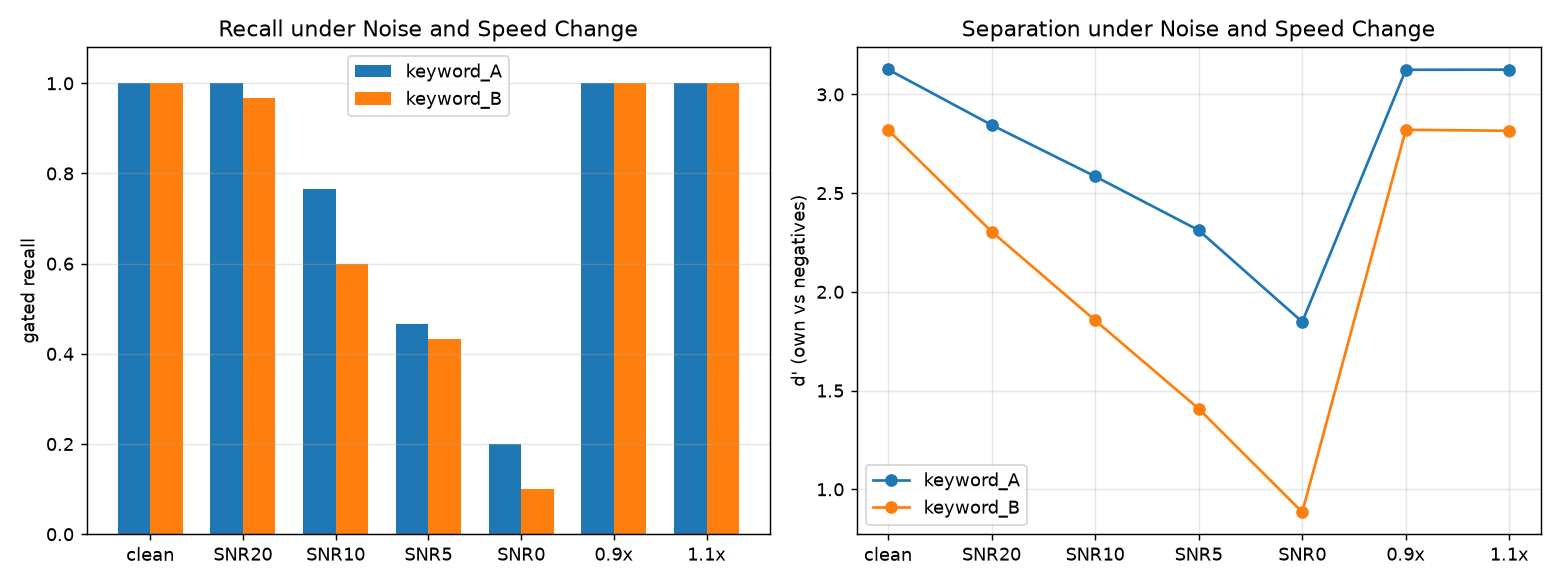 Recall under Noise and Speed Change
gated recall
1.0
0.8
0.6
0.4
0.2
0.0
keyword_A
keyword_B
clean
SNR20
SNR10
SNR5
SNR0
0.9x
1.1x
Separation under Noise and Speed Change
d' (own vs negatives)
3.0
2.5
2.0
1.5
1.0
keyword_A
keyword_B
clean
SNR20
SNR10
SNR5
SNR0
0.9x
1.1x